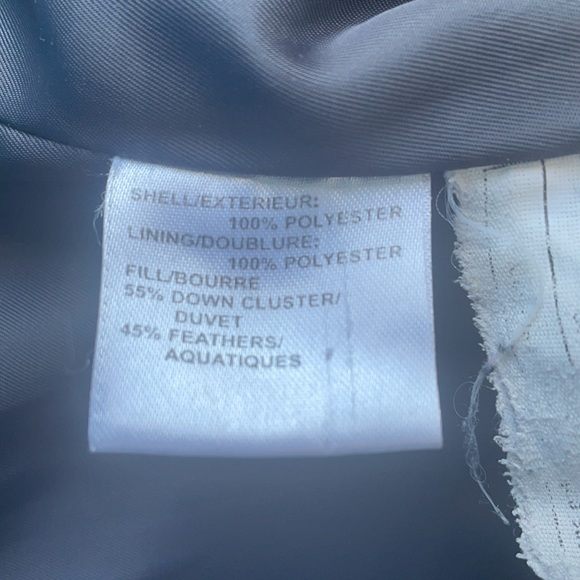 SHELL/EXTERIEUR:
100% POLYESTER
LINING/DOUBLURE:
100% POLYESTER
FILL/BOURRE
55% DOWN CLUSTER/
DUVET
45% FEATHERS/
AQUATIQUES